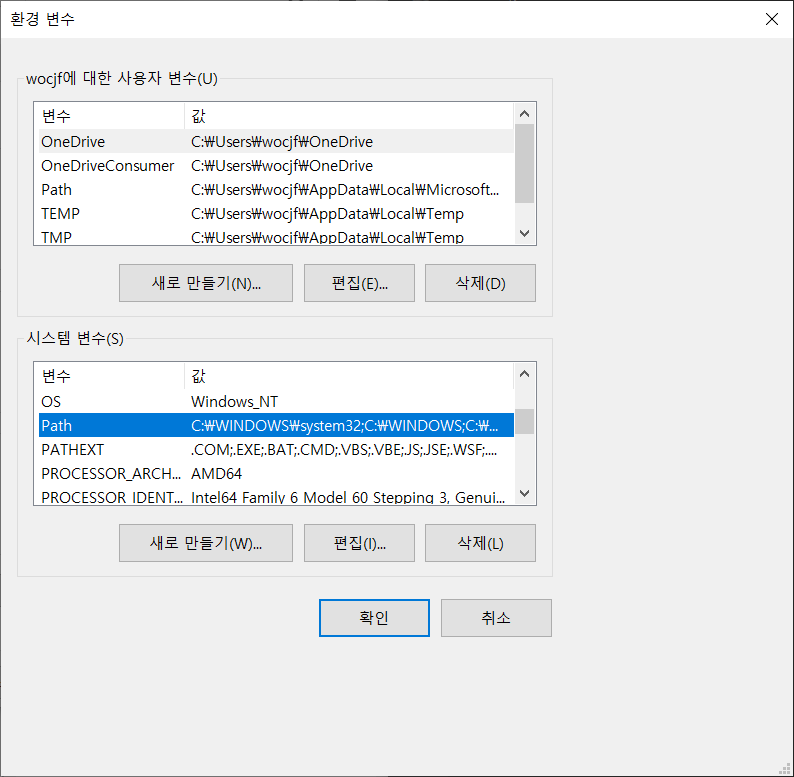 환경 변수
wocjf에 대한 사용자 변수(U)
변수 값
OneDrive C:₩Users₩wocjf₩OneDrive
OneDriveConsumer C:₩Users₩wocjf₩OneDrive
Path C:₩Users₩wocjf₩AppData₩Local₩Microsoft...
TEMP C:₩Users₩wocjf₩AppData₩Local₩Temp
TMP C:₩Users₩wocjf₩AppData₩Local₩Temp
새로 만들기(N)... 편집(E)... 삭제(D)
시스템 변수(S)
변수 값
OS Windows_NT
Path C:₩WINDOWS₩system32;C:₩WINDOWS;C:₩...
PATHEXT .COM;.EXE;.BAT;.CMD;.VBS;.VBE;.JS;.JSE;.WSF;....
PROCESSOR_ARCH... AMD64
PROCESSOR_IDENT... Intel64 Family 6 Model 60 Stepping 3, Genui...
새로 만들기(W)... 편집(I)... 삭제(L)
확인 취소